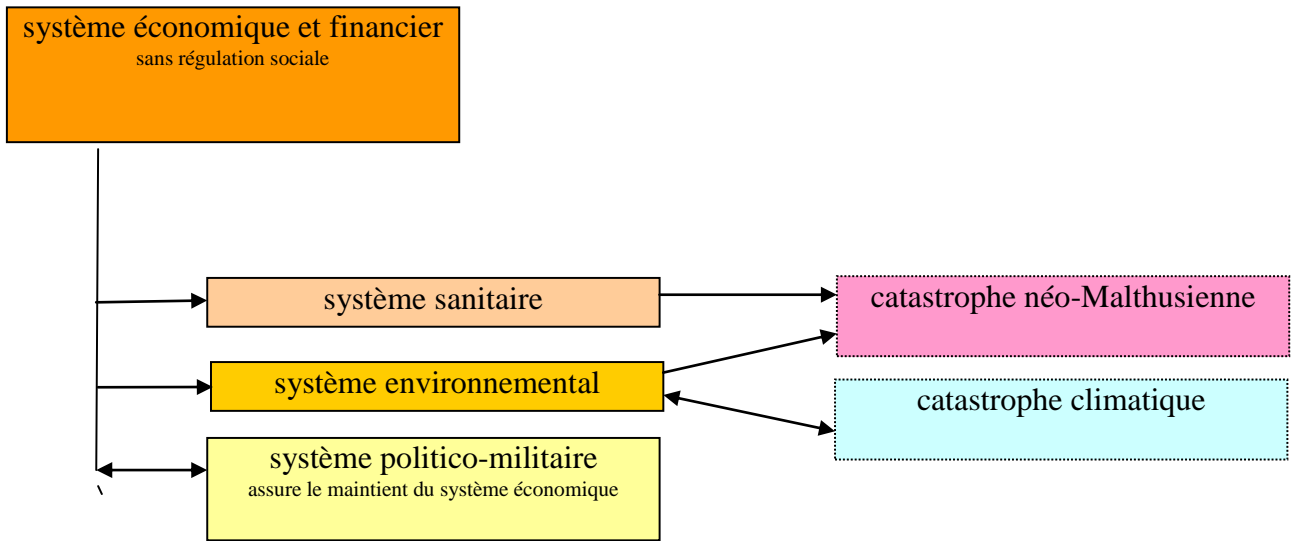 système économique et financier
sans régulation sociale
système sanitaire
catastrophe néo-Malthusienne
système environnemental
catastrophe climatique
système politico-militaire
assure le maintient du système économique